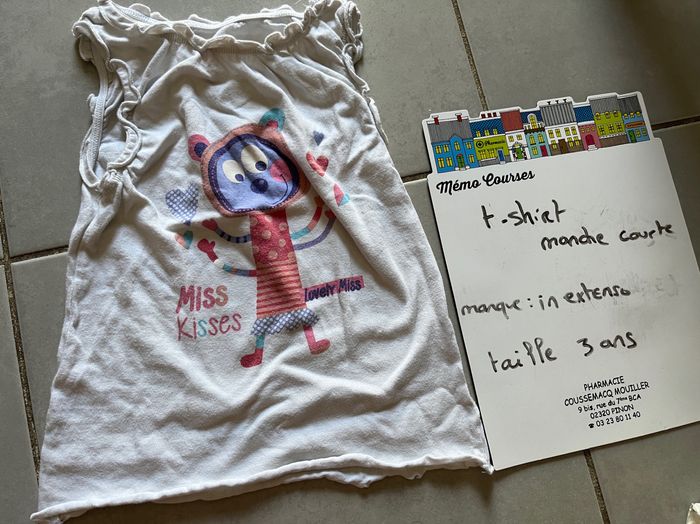 Miss
Kisses
Lovely Miss
Pharmacie
Mémo Courses
t-shirt
manche courte
marque: in extenso
taille 3 ans
PHARMACIE
COUSSEMACQ MOUILLER
9 bis, rue du 7ème BCA
02320 PINON
☎ 03 23 80 11 40